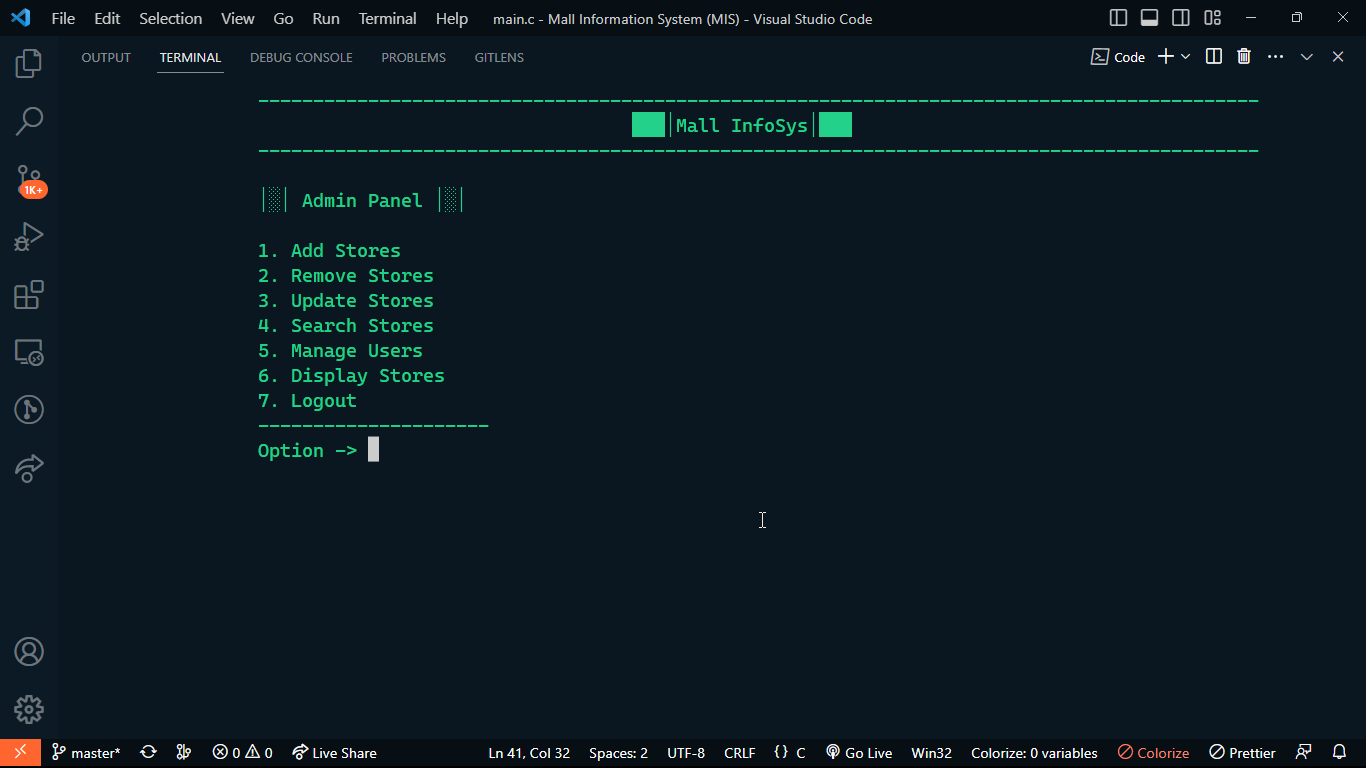 File Edit Selection View Go Run Terminal Help main.c - Mall Information System (MIS) - Visual Studio Code
OUTPUT TERMINAL DEBUG CONSOLE PROBLEMS GITLENS Code
Mall InfoSys
1K+
Admin Panel
1. Add Stores
2. Remove Stores
3. Update Stores
4. Search Stores
5. Manage Users
6. Display Stores
7. Logout
---------------------
Option ->
master* 0 0 Live Share Ln 41, Col 32 Spaces: 2 UTF-8 CRLF {} C Go Live Win32 Colorize: 0 variables Colorize Prettier